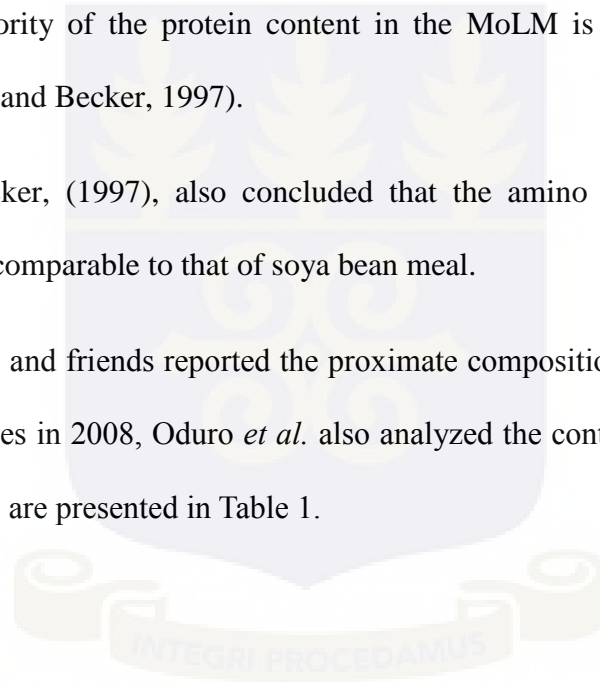 ority of the protein content in the MoLM is
and Becker, 1997).
ker, (1997), also concluded that the amino
comparable to that of soya bean meal.
and friends reported the proximate compositio
es in 2008, Oduro et al. also analyzed the cont
are presented in Table 1.
INTEGRI PROCEDAMUS